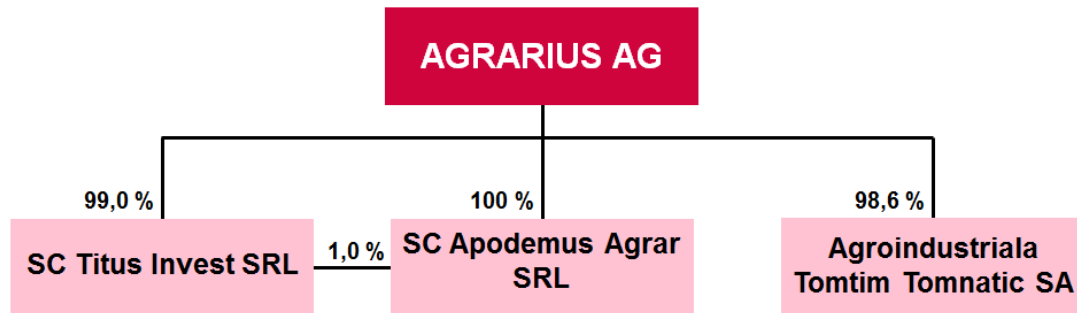 AGRARIUS AG
99,0 %
100 %
98,6 %
SC Titus Invest SRL
1,0 %
SC Apodemus Agrar
SRL
Agroindustriala
Tomtim Tomnatic SA